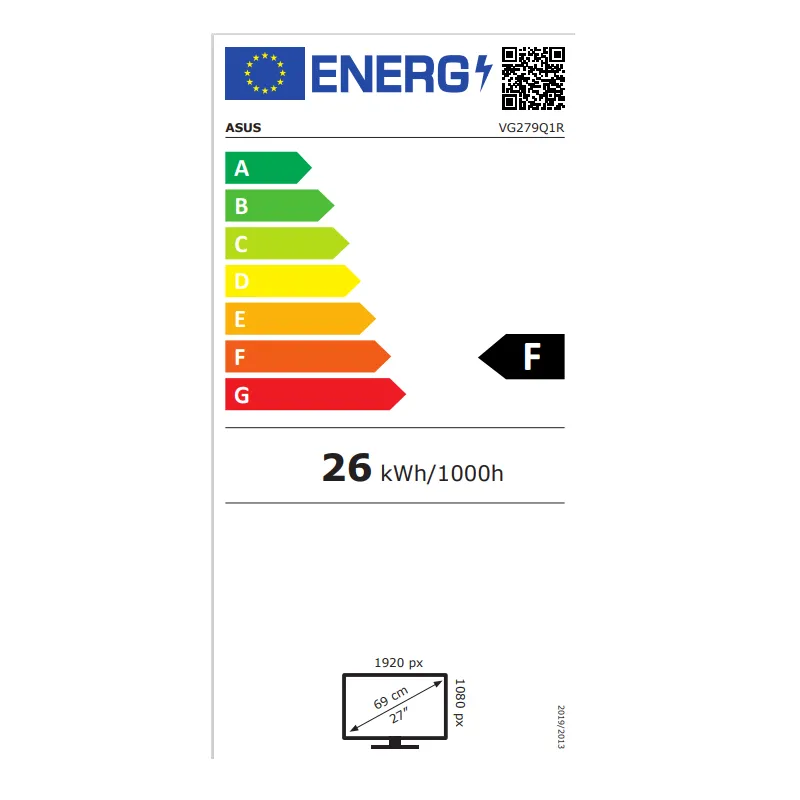 ENERG
ASUS VG279Q1R
A
B
C
D
E
F
F
G
26 kWh/1000h
1920 px
69 cm
27"
1080 px
2019/2013